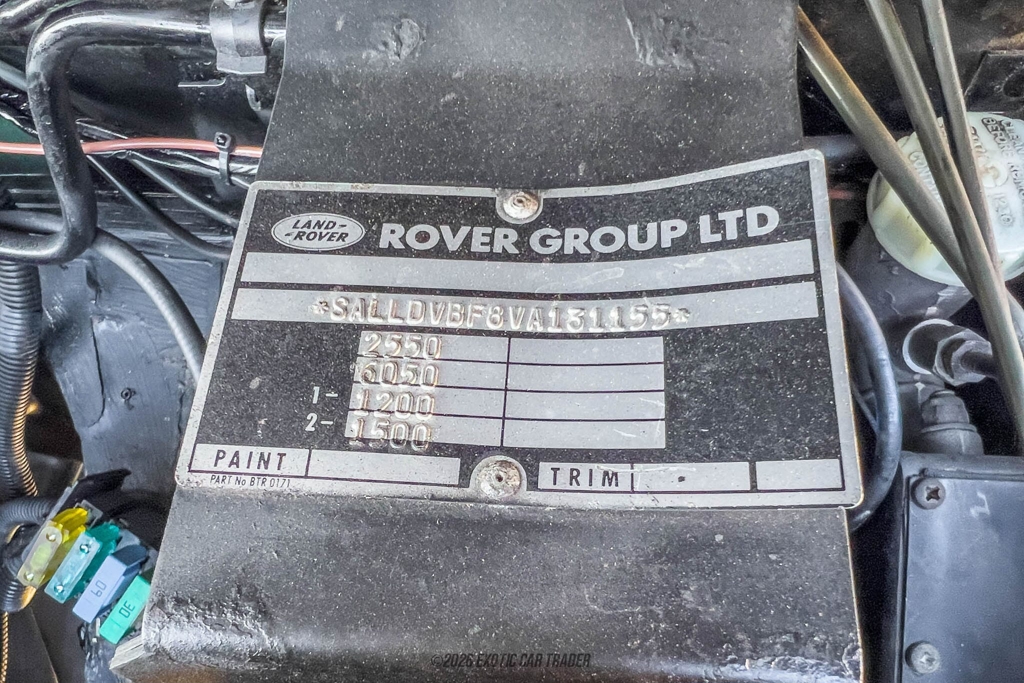 LAND-
-ROVER
ROVER GROUP LTD
*SALLDVBF8VA131155*
2550
6050
1- 1200
2- 1500
PAINT
TRIM -
PART No BTR 0171
60
30
©2026 EXOTIC CAR TRADER